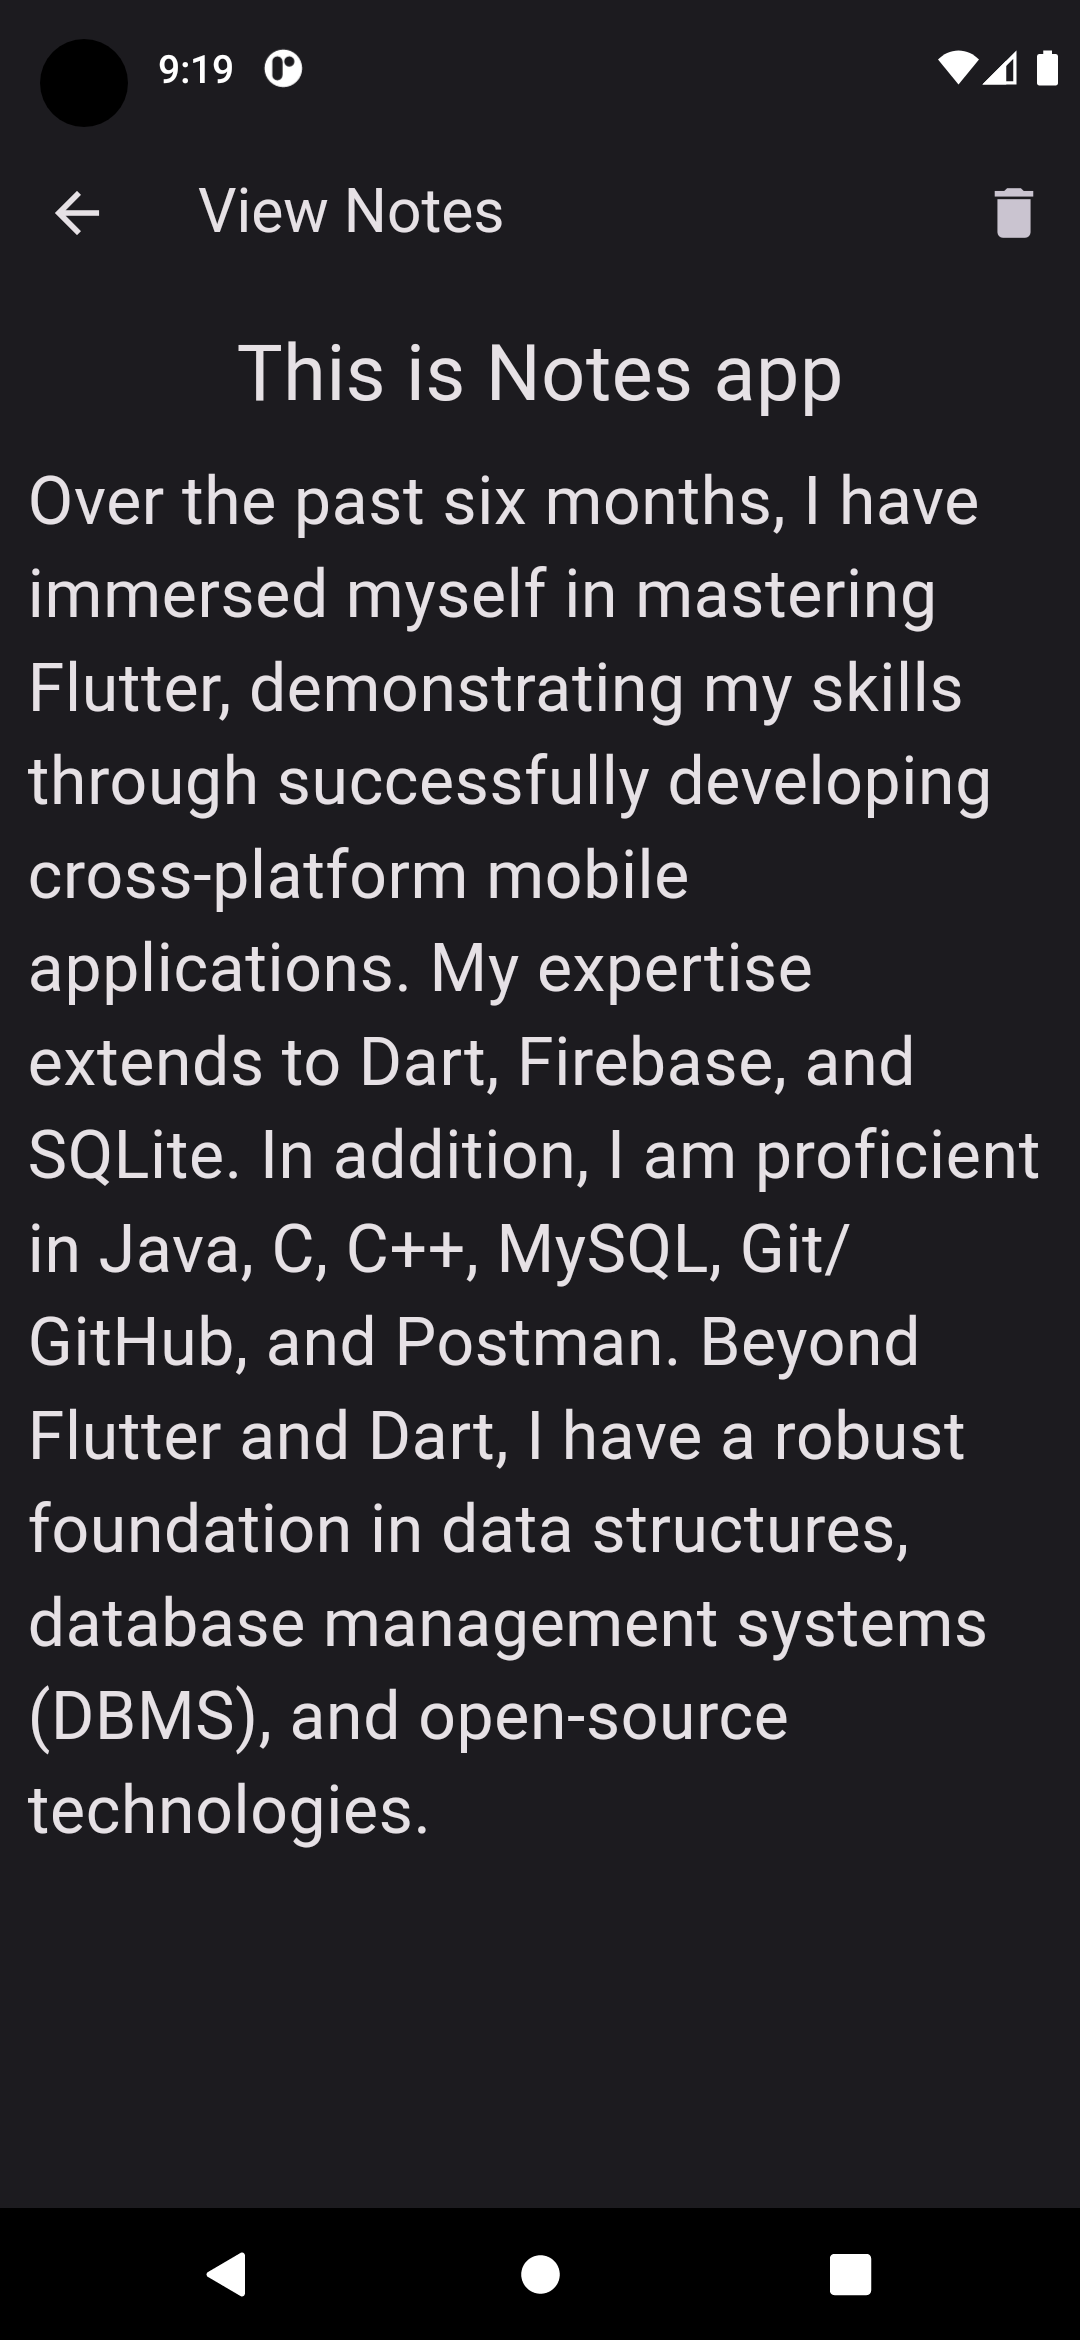 9:19
View Notes
This is Notes app
Over the past six months, I have
immersed myself in mastering
Flutter, demonstrating my skills
through successfully developing
cross-platform mobile
applications. My expertise
extends to Dart, Firebase, and
SQLite. In addition, I am proficient
in Java, C, C++, MySQL, Git/
GitHub, and Postman. Beyond
Flutter and Dart, I have a robust
foundation in data structures,
database management systems
(DBMS), and open-source
technologies.